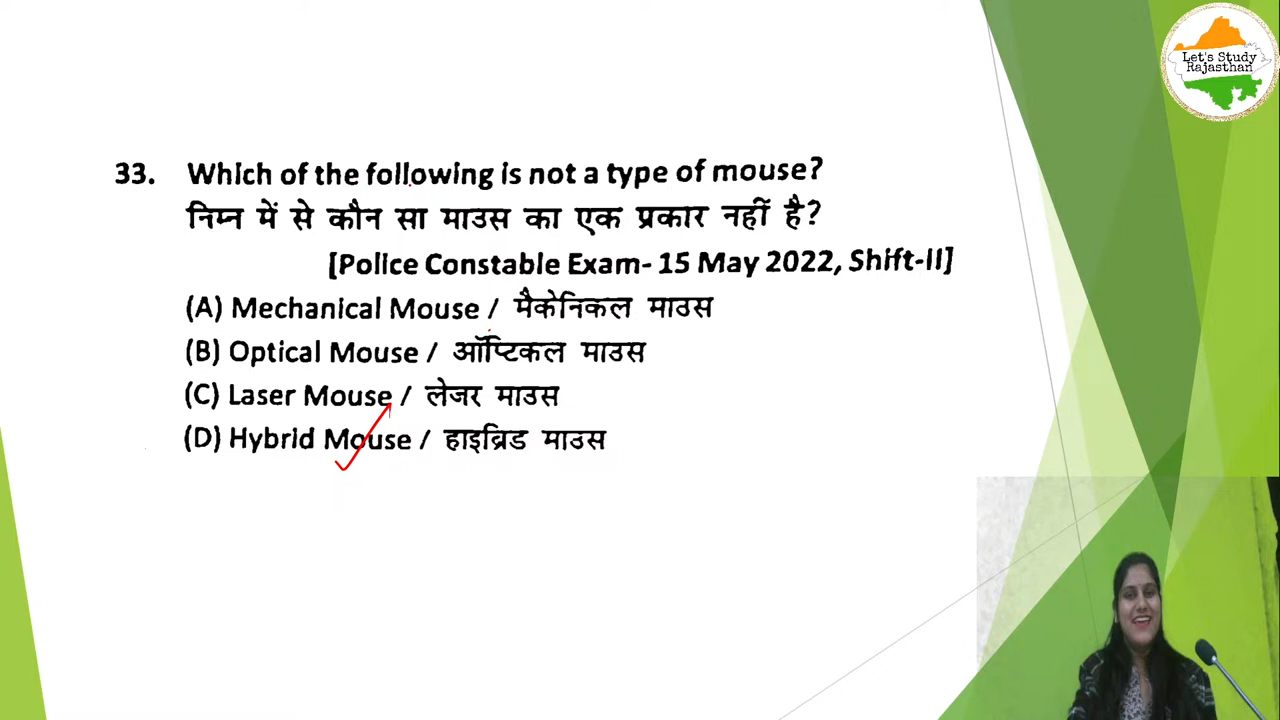 Let's Study
Rajasthan
33. Which of the following is not a type of mouse?
निम्न में से कौन सा माउस का एक प्रकार नहीं है?
[Police Constable Exam- 15 May 2022, Shift-II]
(A) Mechanical Mouse / मैकेनिकल माउस
(B) Optical Mouse / ऑप्टिकल माउस
(C) Laser Mouse / लेजर माउस
(D) Hybrid Mouse / हाइब्रिड माउस